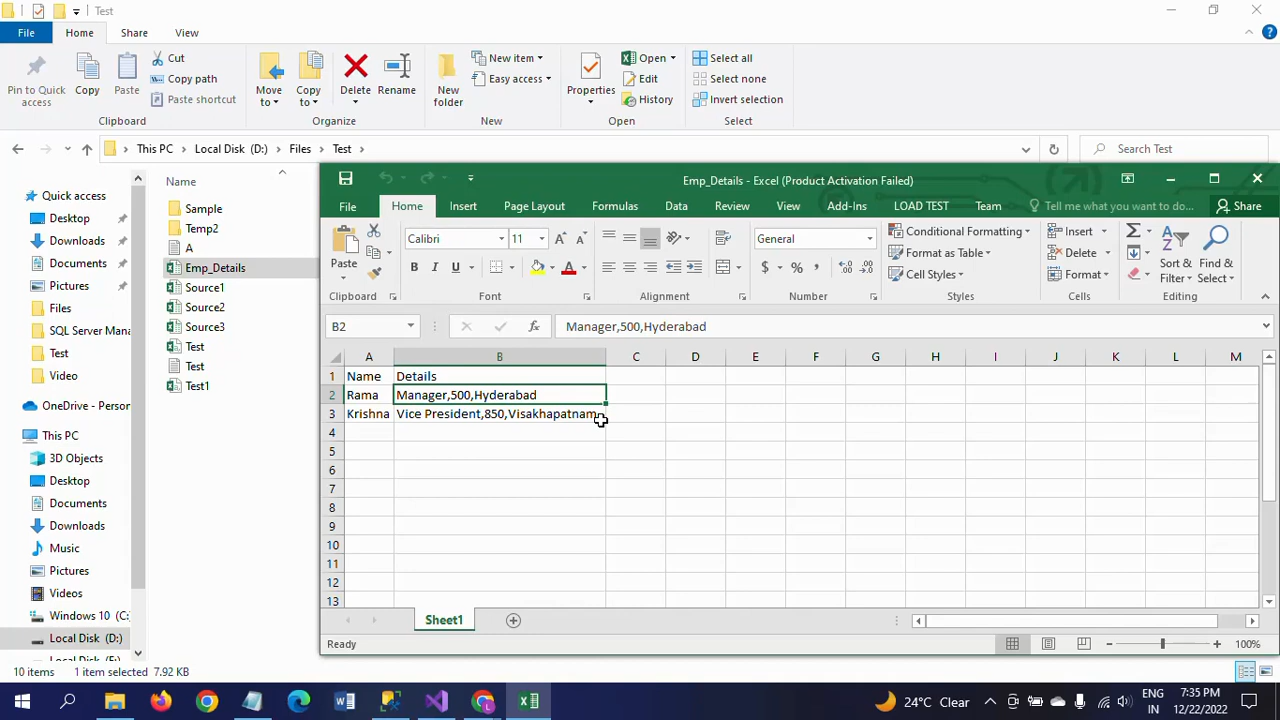 Test
File Home Share View
Pin to Quick access
Copy
Paste
Cut
Copy path
Paste shortcut
Clipboard
Move to
Copy to
Delete
Rename
Organize
New folder
New item
Easy access
New
Properties
Open
Edit
History
Open
Select all
Select none
Invert selection
Select
This PC Local Disk (D:) Files Test
Search Test
Quick access
Desktop
Downloads
Documents
Pictures
Files
SQL Server Mana
Test
Video
OneDrive - Person
This PC
3D Objects
Desktop
Documents
Downloads
Music
Pictures
Videos
Windows 10 (C:
Local Disk (D:)
Name
Sample
Temp2
A
Emp_Details
Source1
Source2
Source3
Test
Test
Test1
Emp_Details - Excel (Product Activation Failed)
File Home Insert Page Layout Formulas Data Review View Add-Ins LOAD TEST Team Tell me what you want to do... Share
Paste
Clipboard
Calibri 11
B I U
Font
Alignment
General
$ % ,
Number
Conditional Formatting
Format as Table
Cell Styles
Styles
Insert
Delete
Format
Cells
Sort & Filter
Find & Select
Editing
B2 fx Manager,500,Hyderabad
A B C D E F G H I J K L M
1 Name Details
2 Rama Manager,500,Hyderabad
3 Krishna Vice President,850,Visakhapatnam
4
5
6
7
8
9
10
11
12
13
Sheet1
Ready
100%
10 items 1 item selected 7.92 KB
24°C Clear
ENG
IN
7:35 PM
12/22/2022